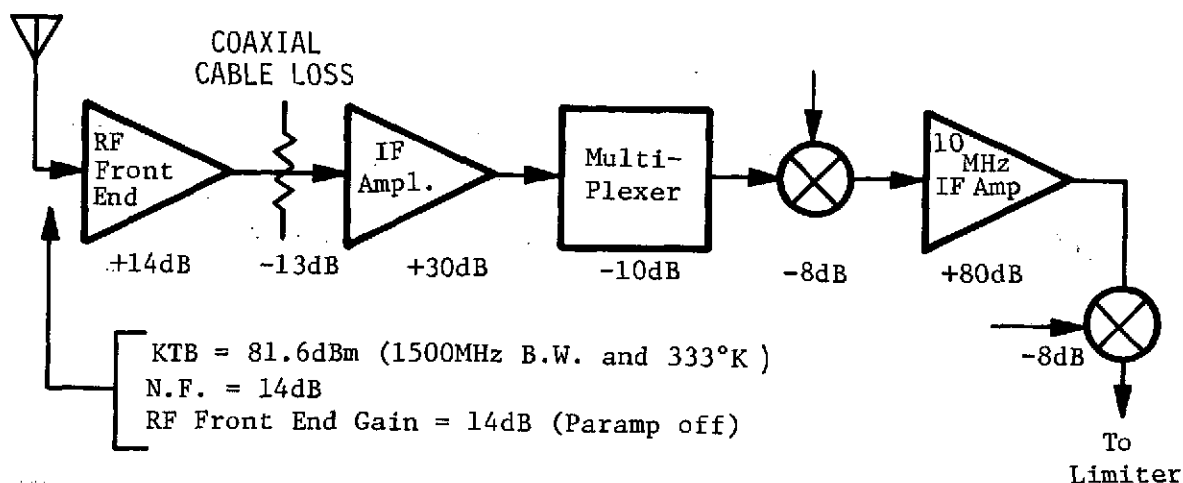 COAXIAL
CABLE LOSS
RF
Front
End
IF
Ampl.
Multi-
Plexer
10
MHz
IF Amp
+14dB
-13dB
+30dB
-10dB
-8dB
+80dB
-8dB
KTB = 81.6dBm (1500MHz B.W. and 333°K)
N.F. = 14dB
RF Front End Gain = 14dB (Paramp off)
To
Limiter